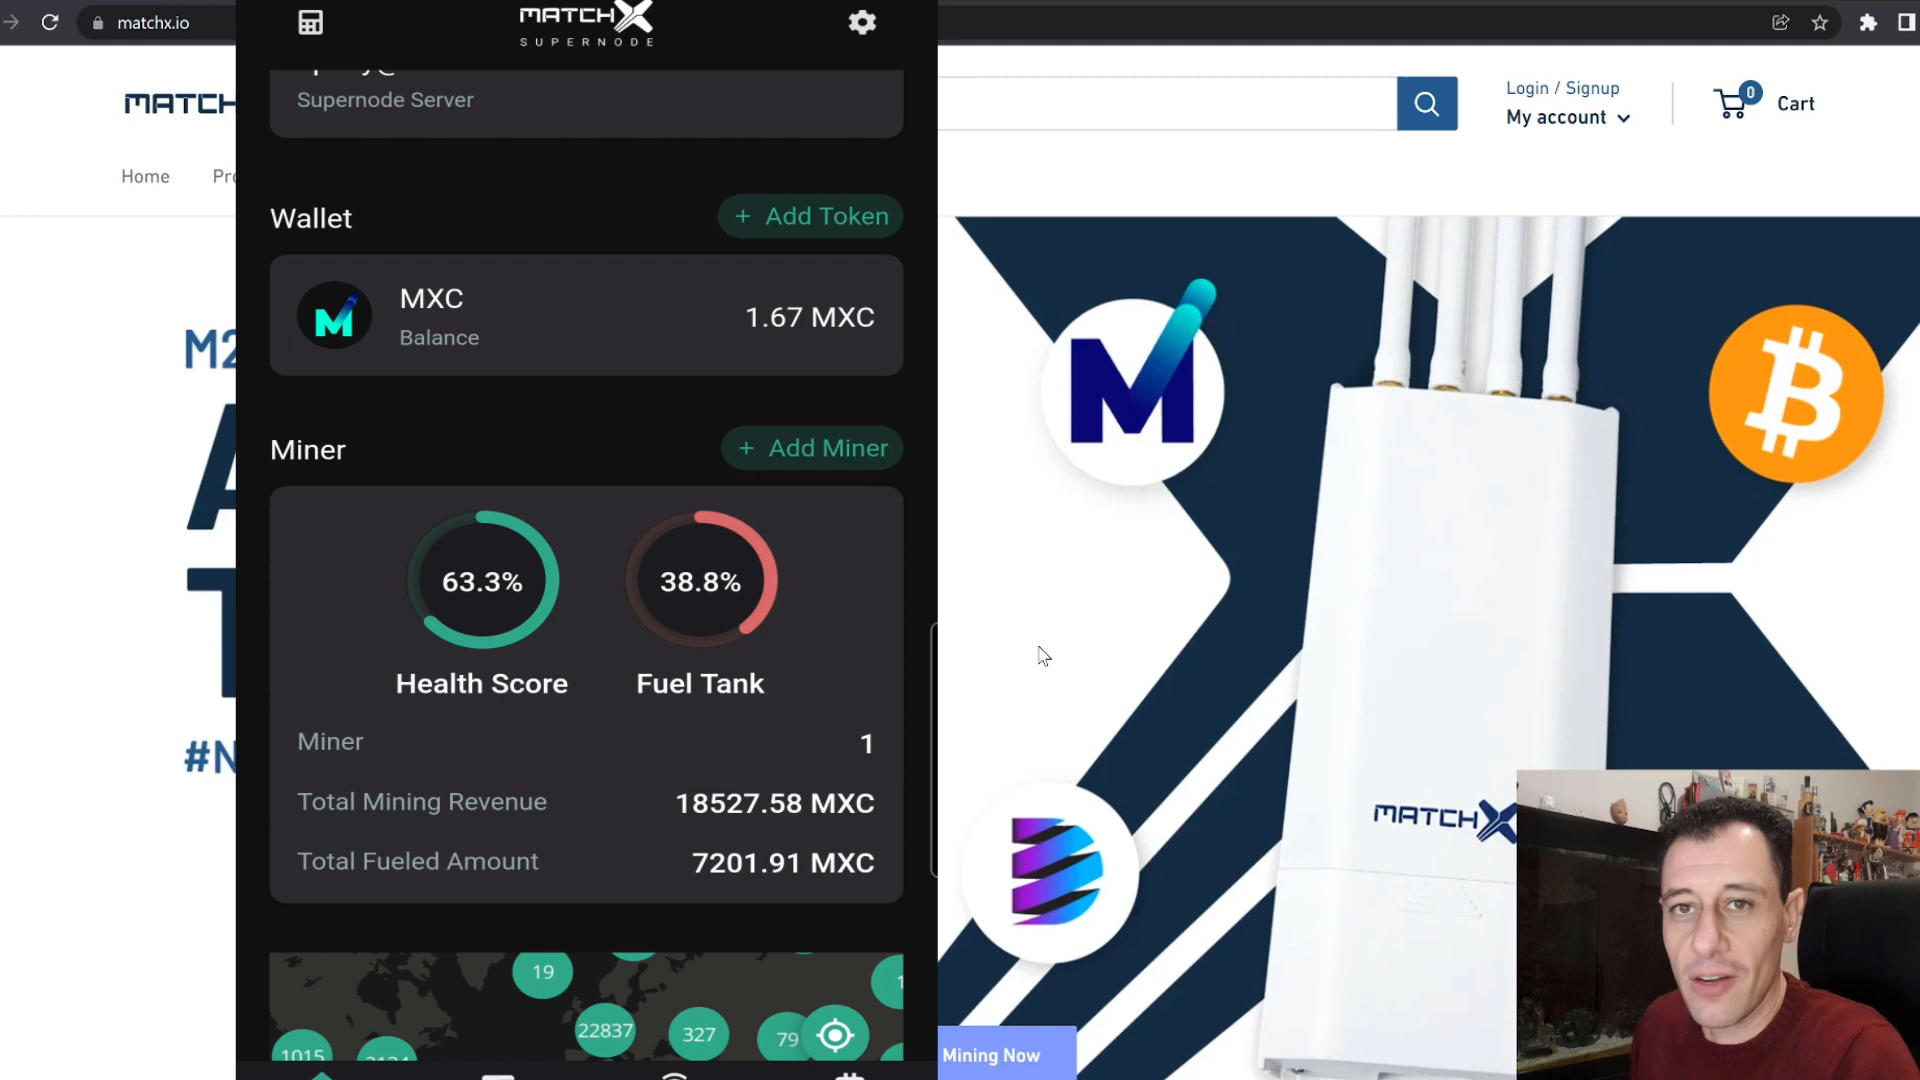 matchx.io
MATCHX
SUPERNODE
MATCH
Login / Signup
0
Cart
My account
Home
Supernode Server
Wallet
+ Add Token
MXC
Balance
1.67 MXC
Miner
+ Add Miner
63.3%
38.8%
Health Score
Fuel Tank
Miner
1
Total Mining Revenue
18527.58 MXC
Total Fueled Amount
7201.91 MXC
19
22837
327
79
1015
M2
A
T
#N
MATCHX
Mining Now